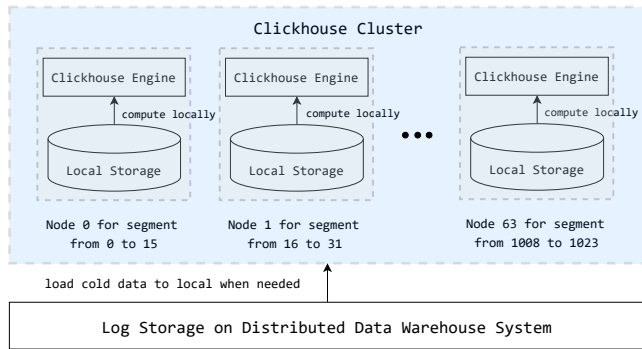 Clickhouse Cluster
Clickhouse Engine
compute locally
Local Storage
Node 0 for segment
from 0 to 15
Clickhouse Engine
compute locally
Local Storage
Node 1 for segment
from 16 to 31
Clickhouse Engine
compute locally
Local Storage
Node 63 for segment
from 1008 to 1023
load cold data to local when needed
Log Storage on Distributed Data Warehouse System